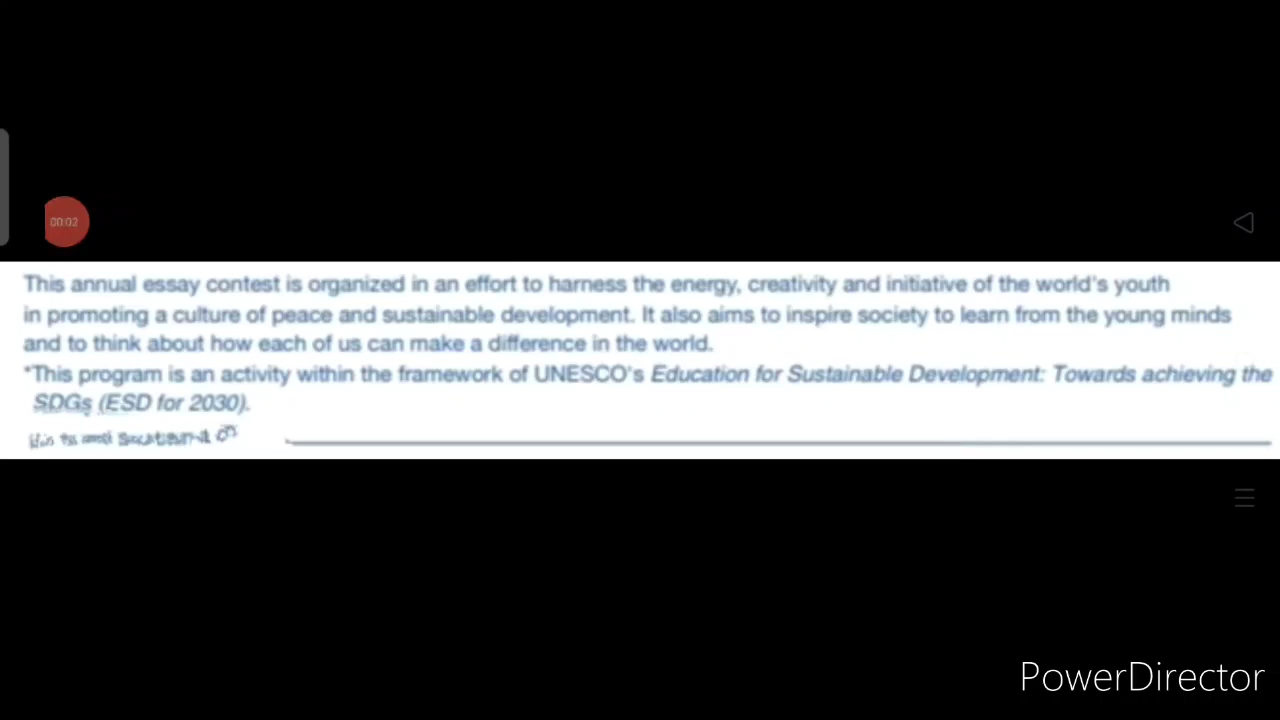 00:02
This annual essay contest is organized in an effort to harness the energy, creativity and initiative of the world's youth
in promoting a culture of peace and sustainable development. It also aims to inspire society to learn from the young minds
and to think about how each of us can make a difference in the world.
*This program is an activity within the framework of UNESCO's Education for Sustainable Development: Towards achieving the
SDGs (ESD for 2030).
PowerDirector